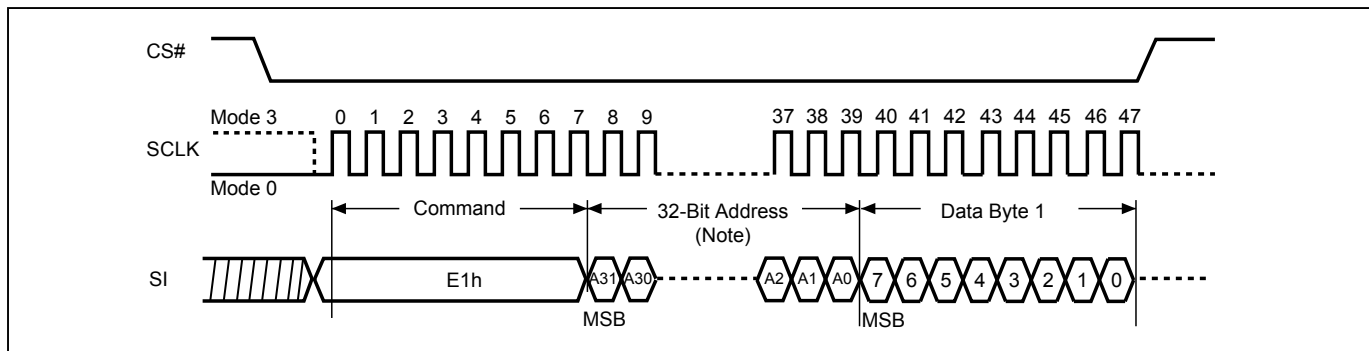 CS#
Mode 3
0 1 2 3 4 5 6 7 8 9 37 38 39 40 41 42 43 44 45 46 47
SCLK
Mode 0
Command 32-Bit Address Data Byte 1
(Note)
SI E1h A31 A30 A2 A1 A0 7 6 5 4 3 2 1 0
MSB MSB